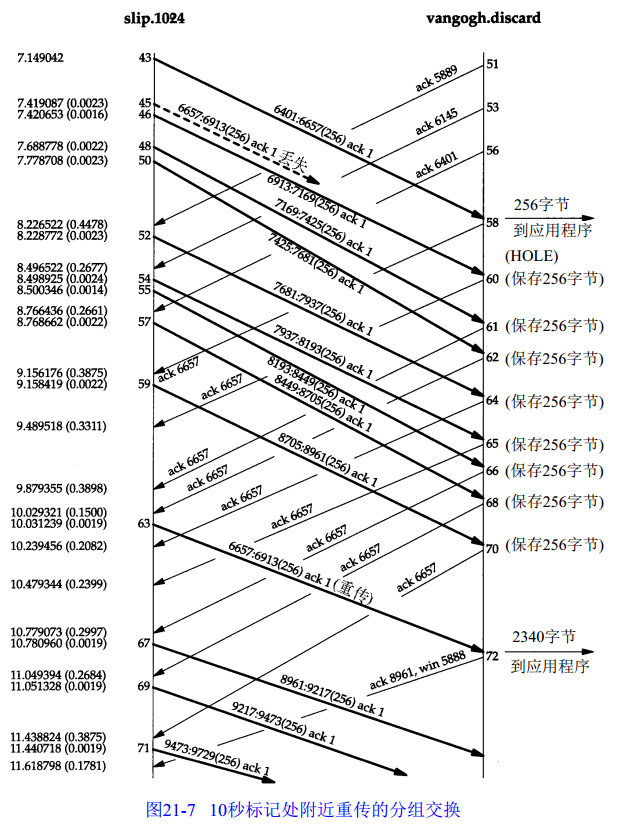 slip.1024
vangogh.discard
7.149042
43
51
ack 5889
7.419087 (0.0023)
45
53
7.420653 (0.0016)
46
6657:6913(256) ack 1 丢失
6401:6657(256) ack 1
ack 6145
7.688778 (0.0022)
48
56
7.778708 (0.0023)
50
ack 6401
6913:7169(256) ack 1
256字节
到应用程序
8.226522 (0.4478)
58
8.228772 (0.0023)
52
7169:7425(256) ack 1
7425:7681(256) ack 1
(HOLE)
8.496522 (0.2677)
8.498925 (0.0024)
54
60 (保存256字节)
8.500346 (0.0014)
55
7681:7937(256) ack 1
8.766436 (0.2661)
8.768662 (0.0022)
57
61 (保存256字节)
7937:8193(256) ack 1
62 (保存256字节)
9.156176 (0.3875)
ack 6657
8193:8449(256) ack 1
9.158419 (0.0022)
59
ack 6657
8449:8705(256) ack 1
64 (保存256字节)
9.489518 (0.3311)
8705:8961(256) ack 1
65 (保存256字节)
ack 6657
66 (保存256字节)
9.879355 (0.3898)
ack 6657
68 (保存256字节)
10.029321 (0.1500)
ack 6657
10.031239 (0.0019)
63
ack 6657
10.239456 (0.2082)
6657:6913(256) ack 1 (重传)
ack 6657
ack 6657
70 (保存256字节)
10.479344 (0.2399)
ack 6657
10.779073 (0.2997)
2340字节
10.780960 (0.0019)
67
72
到应用程序
11.049394 (0.2684)
ack 8961, win 5888
11.051328 (0.0019)
69
8961:9217(256) ack 1
9217:9473(256) ack 1
11.438824 (0.3875)
11.440718 (0.0019)
71
9473:9729(256) ack 1
11.618798 (0.1781)
图21-7 10秒标记处附近重传的分组交换